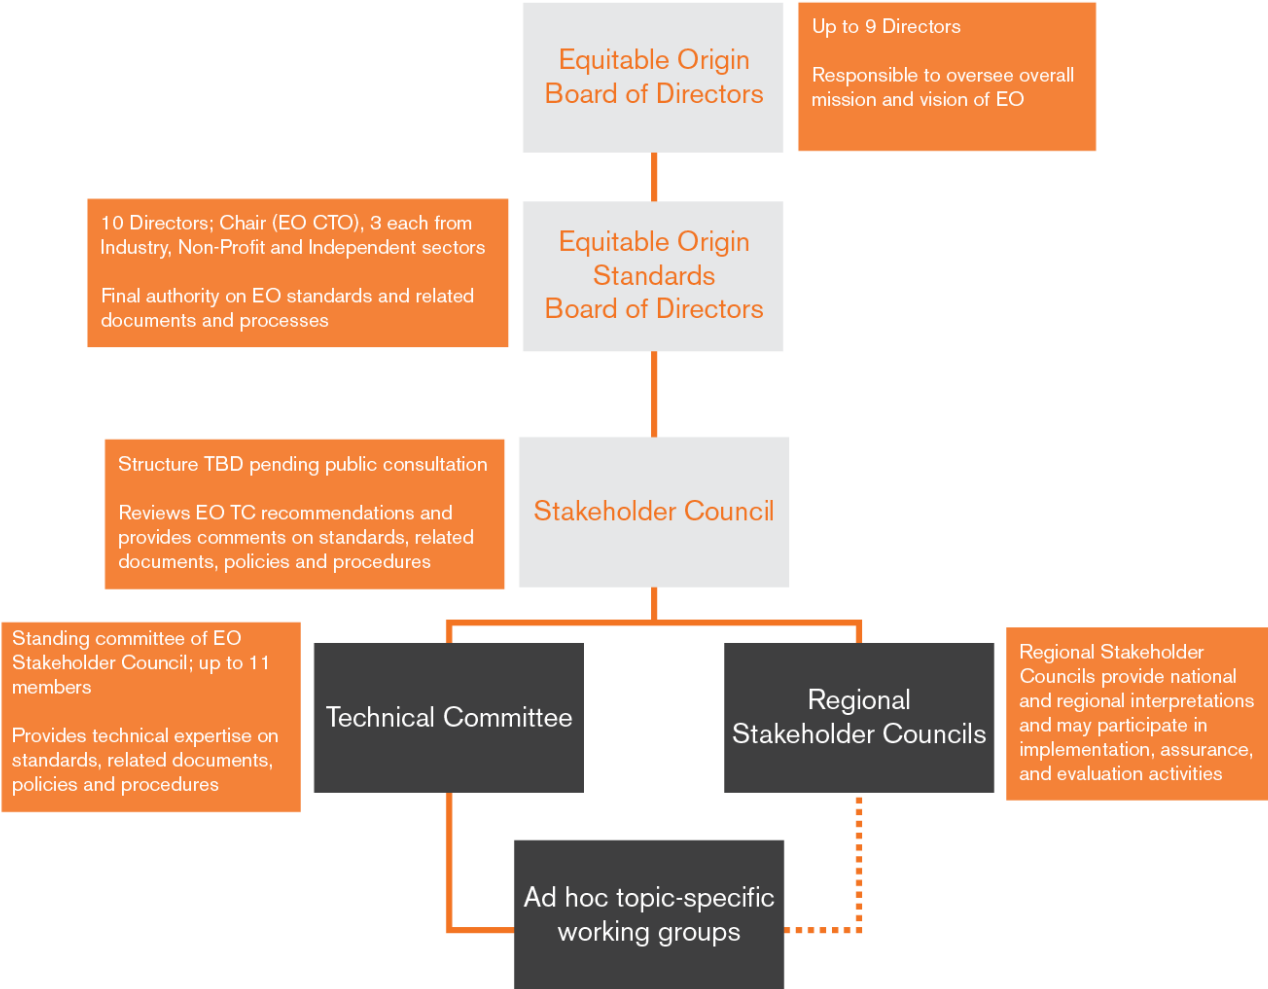 Equitable Origin
Board of Directors
Up to 9 Directors
Responsible to oversee overall
mission and vision of EO
10 Directors; Chair (EO CTO), 3 each from
Industry, Non-Profit and Independent sectors
Final authority on EO standards and related
documents and processes
Equitable Origin
Standards
Board of Directors
Structure TBD pending public consultation
Reviews EO TC recommendations and
provides comments on standards, related
documents, policies and procedures
Stakeholder Council
Standing committee of EO
Stakeholder Council; up to 11
members
Provides technical expertise on
standards, related documents,
policies and procedures
Technical Committee
Regional
Stakeholder Councils
Regional Stakeholder
Councils provide national
and regional interpretations
and may participate in
implementation, assurance,
and evaluation activities
Ad hoc topic-specific
working groups